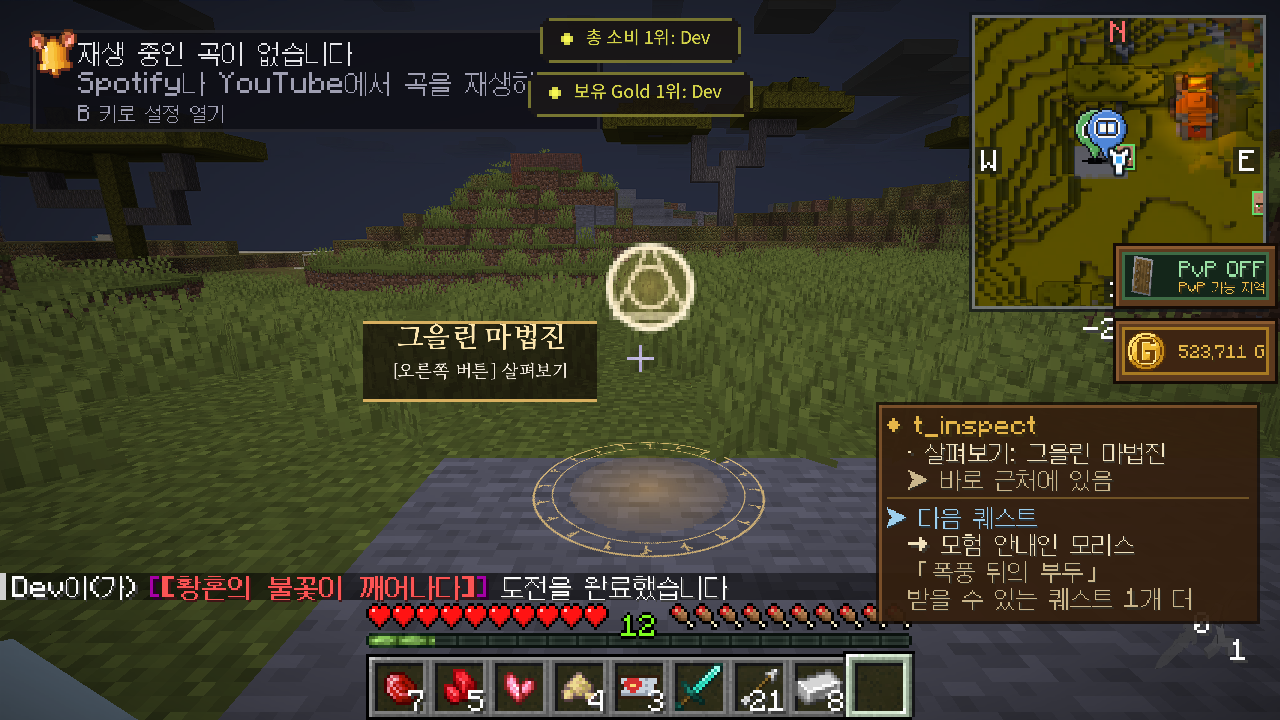 재생 중인 곡이 없습니다
Spotify나 YouTube에서 곡을 재생하
B 키로 설정 열기
총 소비 1위: Dev
보유 Gold 1위: Dev
N
W
E
PvP OFF
PvP 가능 지역
523,711 G
그을린 마법진
[오른쪽 버튼] 살펴보기
t_inspect
· 살펴보기: 그을린 마법진
바로 근처에 있음
다음 퀘스트
모험 안내인 모리스
「폭풍 뒤의 부두」
받을 수 있는 퀘스트 1개 더
Dev이(가) [【황혼의 불꽃이 깨어나다】] 도전을 완료했습니다
12
0
1
7
5
4
3
21
8